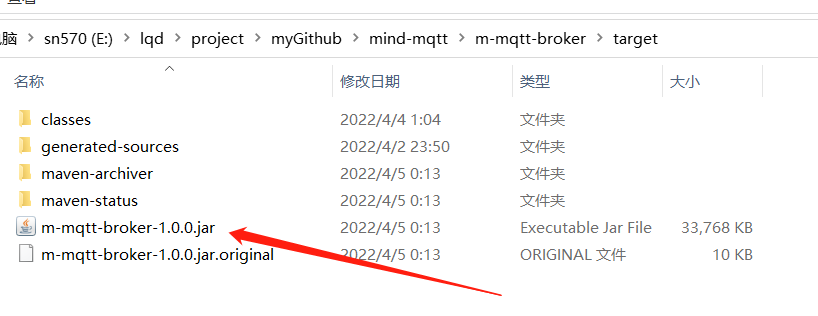 查看
电脑 > sn570 (E:) > lqd > project > myGithub > mind-mqtt > m-mqtt-broker > target
名称 修改日期 类型 大小
classes 2022/4/4 1:04 文件夹
generated-sources 2022/4/2 23:50 文件夹
maven-archiver 2022/4/5 0:13 文件夹
maven-status 2022/4/5 0:13 文件夹
m-mqtt-broker-1.0.0.jar 2022/4/5 0:13 Executable Jar File 33,768 KB
m-mqtt-broker-1.0.0.jar.original 2022/4/5 0:13 ORIGINAL 文件 10 KB